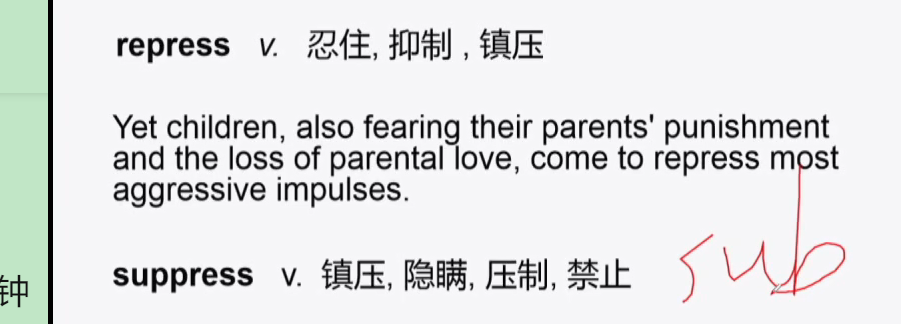 repress v. 忍住, 抑制 , 镇压
Yet children, also fearing their parents' punishment
and the loss of parental love, come to repress most
aggressive impulses.
suppress v. 镇压, 隐瞒, 压制, 禁止
sub
钟